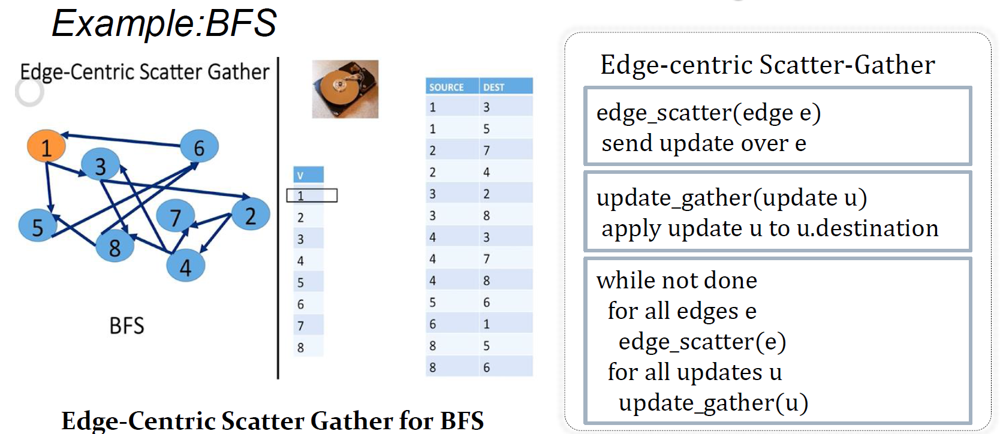 Example:BFS
Edge-Centric Scatter Gather
1
6
3
7
2
5
8
4
BFS
V
1
2
3
4
5
6
7
8
SOURCE DEST
1 3
1 5
2 7
2 4
3 2
3 8
4 3
4 7
4 8
5 6
6 1
8 5
8 6
Edge-Centric Scatter Gather for BFS
Edge-centric Scatter-Gather
edge_scatter(edge e)
send update over e
update_gather(update u)
apply update u to u.destination
while not done
for all edges e
edge_scatter(e)
for all updates u
update_gather(u)